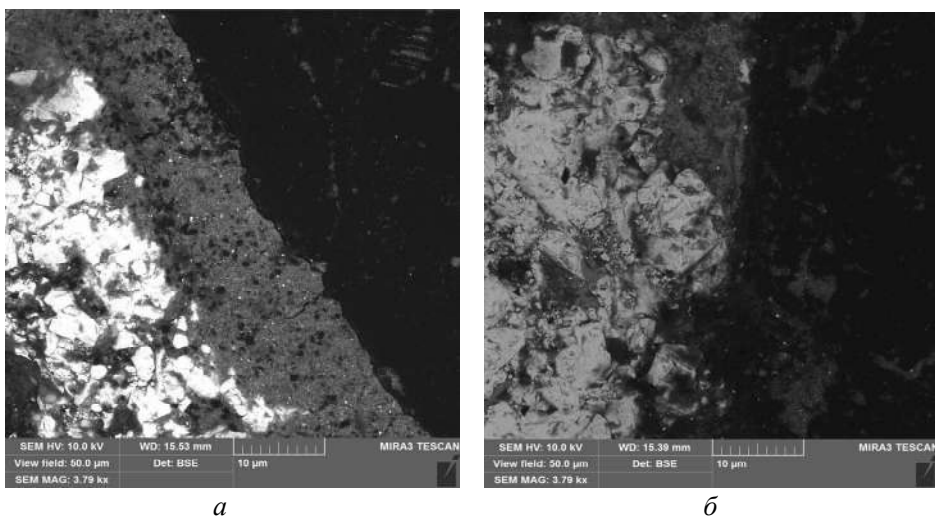 SEM HV: 10.0 kV WD: 15.53 mm MIRA3 TESCAN
View field: 50.0 µm Det: BSE 10 µm
SEM MAG: 3.79 kx
SEM HV: 10.0 kV WD: 15.39 mm MIRA3 TESCAN
View field: 50.0 µm Det: BSE 10 µm
SEM MAG: 3.79 kx
а б